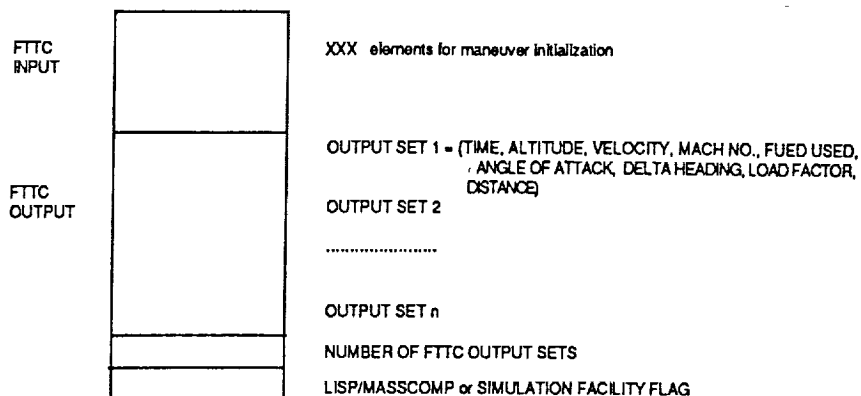 FTTC
INPUT
XXX elements for maneuver initialization
OUTPUT SET 1 = {TIME, ALTITUDE, VELOCITY, MACH NO., FUED USED,
ANGLE OF ATTACK, DELTA HEADING, LOAD FACTOR,
DISTANCE}
FTTC
OUTPUT
OUTPUT SET 2
........................
OUTPUT SET n
NUMBER OF FTTC OUTPUT SETS
LISP/MASSCOMP or SIMULATION FACILITY FLAG